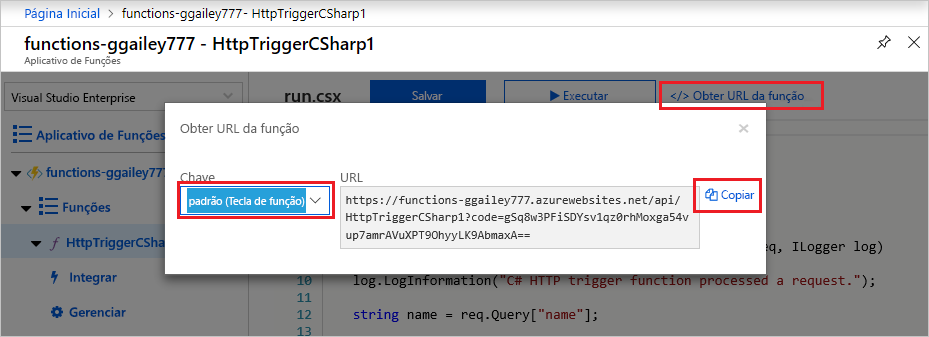 Página Inicial > functions-ggailey777 - HttpTriggerCSharp1
functions-ggailey777 - HttpTriggerCSharp1
Aplicativo de Funções
Visual Studio Enterprise
run.csx
Salvar
Executar
</> Obter URL da função
Aplicativo de Funções
functions-ggailey777
Funções
HttpTriggerCSha
Integrar
Gerenciar
Obter URL da função
Chave
padrão (Tecla de função)
URL
https://functions-ggailey777.azurewebsites.net/api/
HttpTriggerCSharp1?code=gSq8w3PFiSDYsv1qz0rhMoxga54v
up7amrAVuXPT9OhyyLK9AbmaxA==
Copiar
eq, ILogger log)
10 log.LogInformation("C# HTTP trigger function processed a request.");
11
12 string name = req.Query["name"];
13